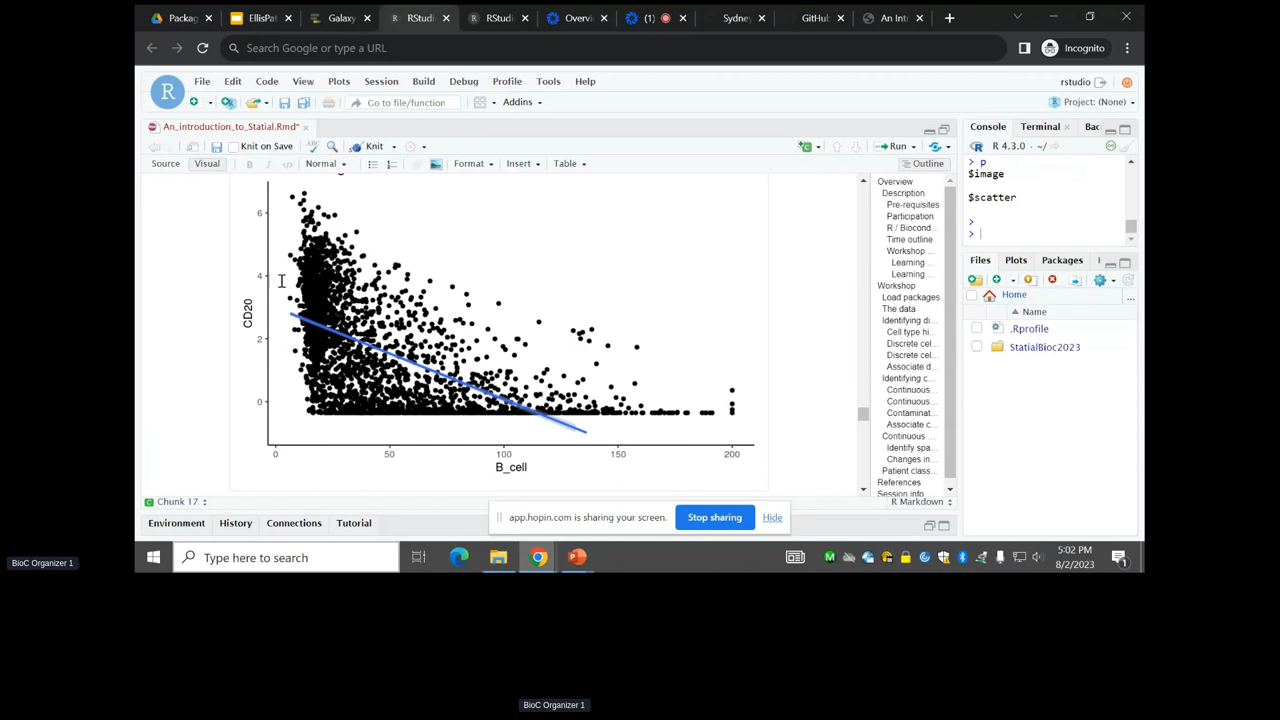 Packag
EllisPat
Galaxy
RStudi
RStudi
Overvi
(1)
Sydney
GitHub
An Intr
Search Google or type a URL
Incognito
File Edit Code View Plots Session Build Debug Profile Tools Help
rstudio
Go to file/function
Addins
Project: (None)
An_introduction_to_Statial.Rmd*
Knit on Save
Knit
Run
Source Visual
B I
Normal
Format
Insert
Table
Outline
6
4
2
0
CD20
0 50 100 150 200
B_cell
Overview
Description
Pre-requisites
Participation
R / Biocond...
Time outline
Workshop ...
Learning ...
Learning ...
Workshop
Load packages
The data
Identifying di...
Cell type hi...
Discrete cel...
Discrete cel...
Associate d...
Identifying c...
Continuous...
Continuous...
Contaminat...
Associate c...
Continuous ...
Identify spa...
Changes in...
Patient class...
References
Session info
Chunk 17
R Markdown
Environment History Connections Tutorial
Console Terminal Bac
R 4.3.0 · ~/
> p
$image
$scatter
>
>
Files Plots Packages
Home
...
Name
.Rprofile
StatialBioc2023
app.hopin.com is sharing your screen.
Stop sharing
Hide
Type here to search
5:02 PM
8/2/2023
1
BioC Organizer 1
BioC Organizer 1